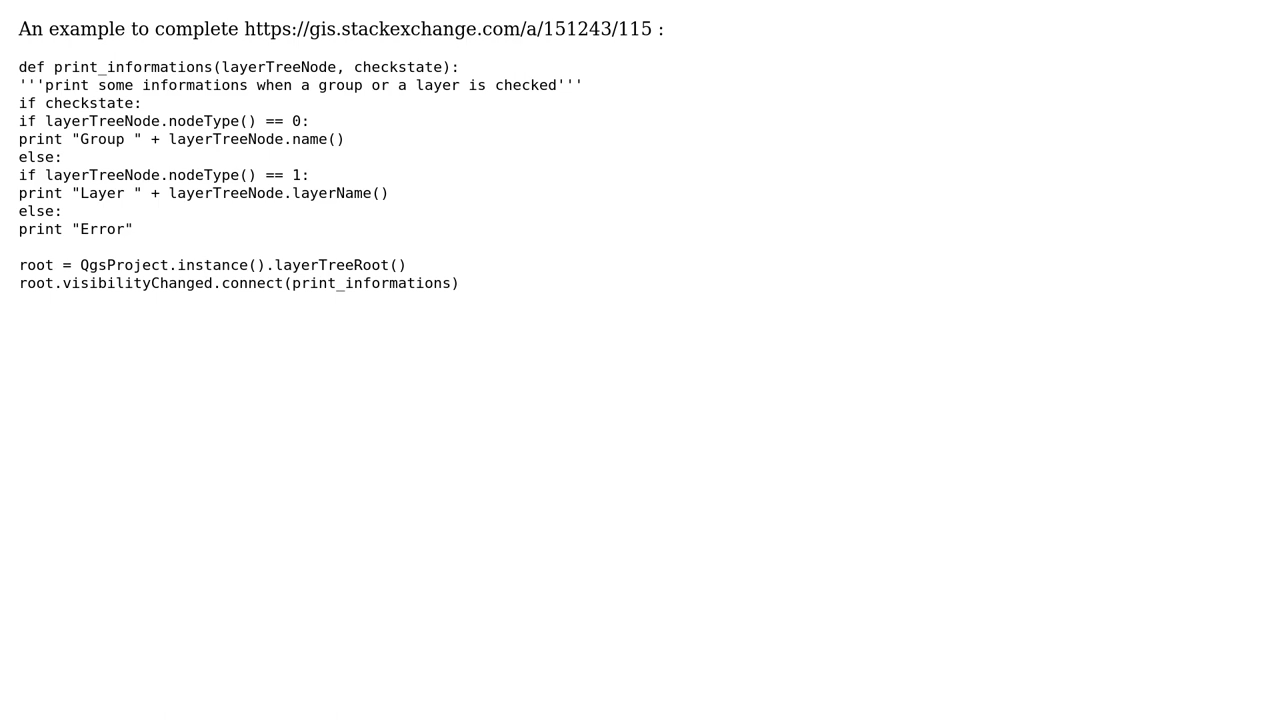 An example to complete https://gis.stackexchange.com/a/151243/115 :
def print_informations(layerTreeNode, checkstate):
'''print some informations when a group or a layer is checked'''
if checkstate:
if layerTreeNode.nodeType() == 0:
print "Group " + layerTreeNode.name()
else:
if layerTreeNode.nodeType() == 1:
print "Layer " + layerTreeNode.layerName()
else:
print "Error"
root = QgsProject.instance().layerTreeRoot()
root.visibilityChanged.connect(print_informations)